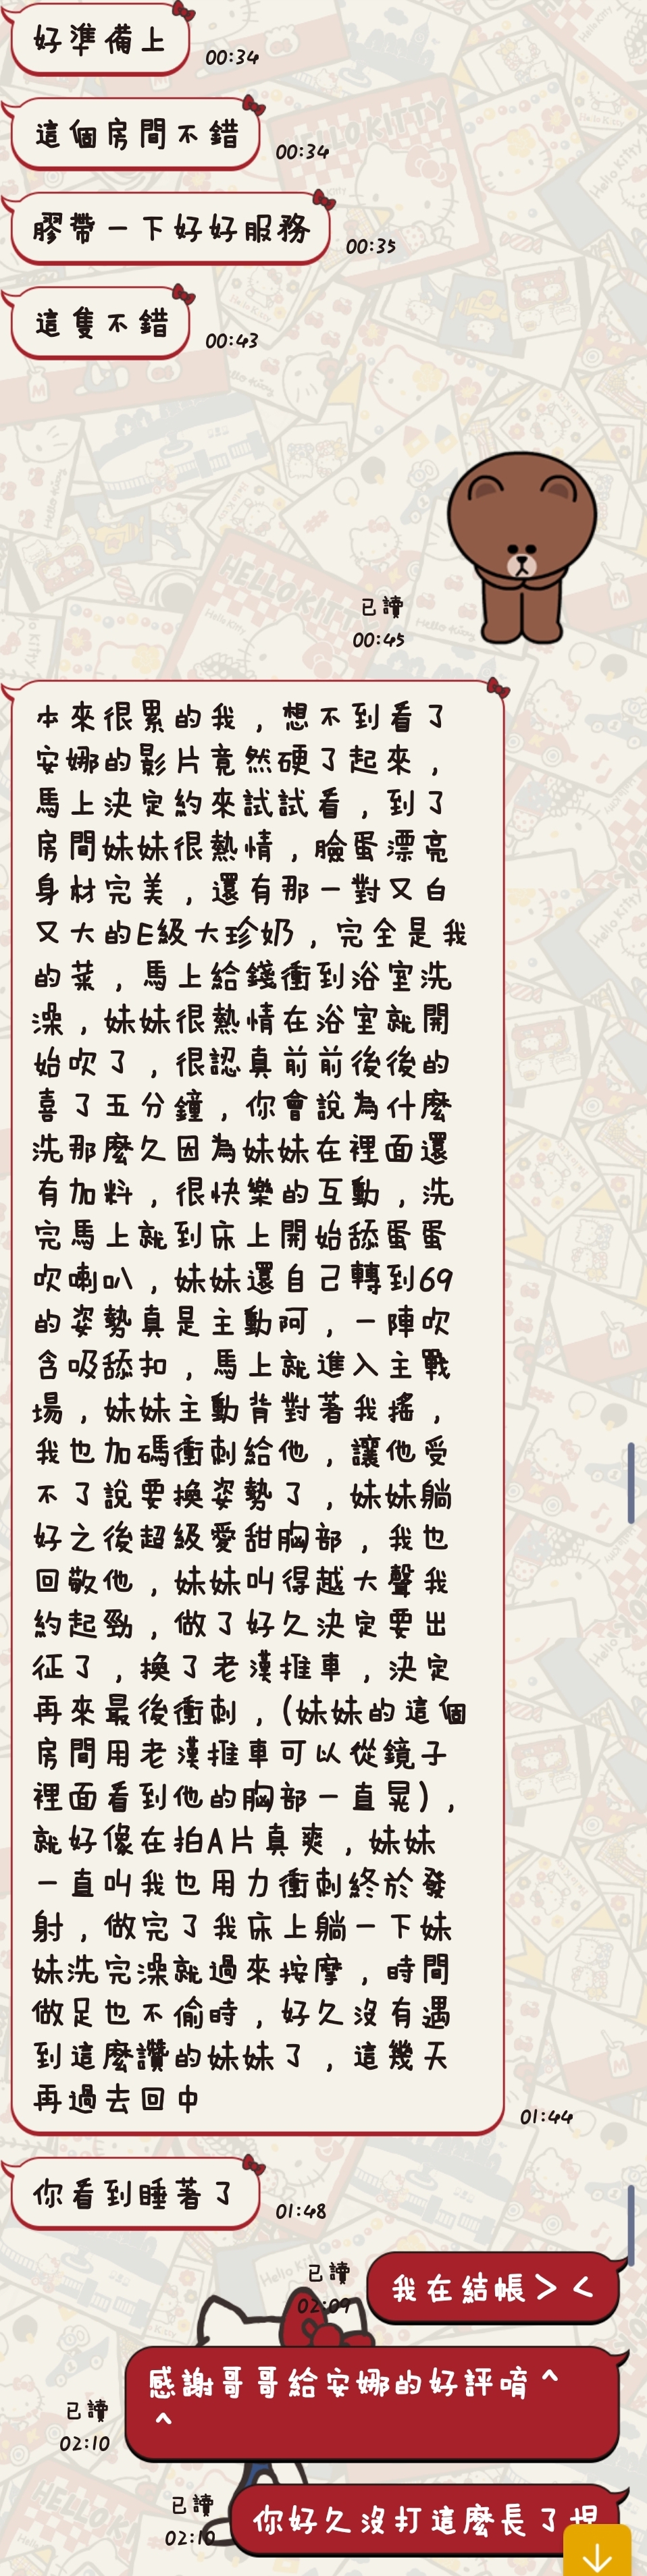 好準備上
00:34
這個房間不錯
00:34
膠帶一下好好服務
00:35
這隻不錯
00:43
已讀
00:45
本來很累的我，想不到看了
安娜的影片竟然硬了起來，
馬上決定約來試試看，到了
房間妹妹很熱情，臉蛋漂亮
身材完美，還有那一對又白
又大的E級大珍奶，完全是我
的菜，馬上給錢衝到浴室洗
澡，妹妹很熱情在浴室就開
始吹了，很認真前前後後的
喜了五分鐘，你會說為什麼
洗那麼久因為妹妹在裡面還
有加料，很快樂的互動，洗
完馬上就到床上開始舔蛋蛋
吹喇叭，妹妹還自己轉到69
的姿勢真是主動阿，一陣吹
含吸舔扣，馬上就進入主戰
場，妹妹主動背對著我搖，
我也加碼衝刺給他，讓他受
不了說要換姿勢了，妹妹躺
好之後超級愛甜胸部，我也
回敬他，妹妹叫得越大聲我
約起勁，做了好久決定要出
征了，換了老漢推車，決定
再來最後衝刺，(妹妹的這個
房間用老漢推車可以從鏡子
裡面看到他的胸部一直晃)，
就好像在拍A片真爽，妹妹
一直叫我也用力衝刺終於發
射，做完了我床上躺一下妹
妹洗完澡就過來按摩，時間
做足也不偷時，好久沒有遇
到這麼讚的妹妹了，這幾天
再過去回中
01:44
你看到睡著了
01:48
已讀
02:09
我在結帳＞＜
感謝哥哥給安娜的好評唷^
^
已讀
02:10
已讀
02:10
你好久沒打這麼長了捏